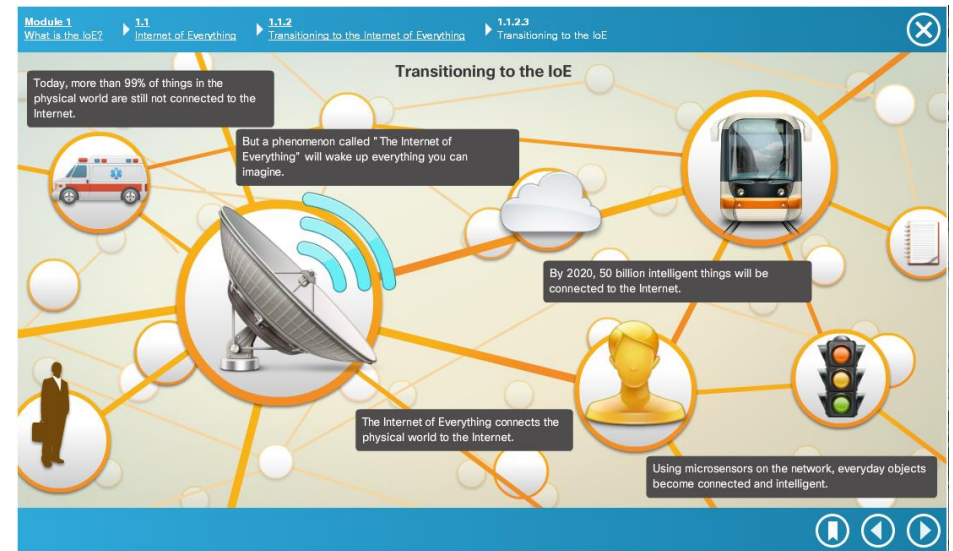 Module 1
What is the IoE?
1.1
Internet of Everything
1.1.2
Transitioning to the Internet of Everything
1.1.2.3
Transitioning to the IoE
Transitioning to the IoE
Today, more than 99% of things in the
physical world are still not connected to the
Internet.
But a phenomenon called "The Internet of
Everything" will wake up everything you can
imagine.
By 2020, 50 billion intelligent things will be
connected to the Internet.
The Internet of Everything connects the
physical world to the Internet.
Using microsensors on the network, everyday objects
become connected and intelligent.